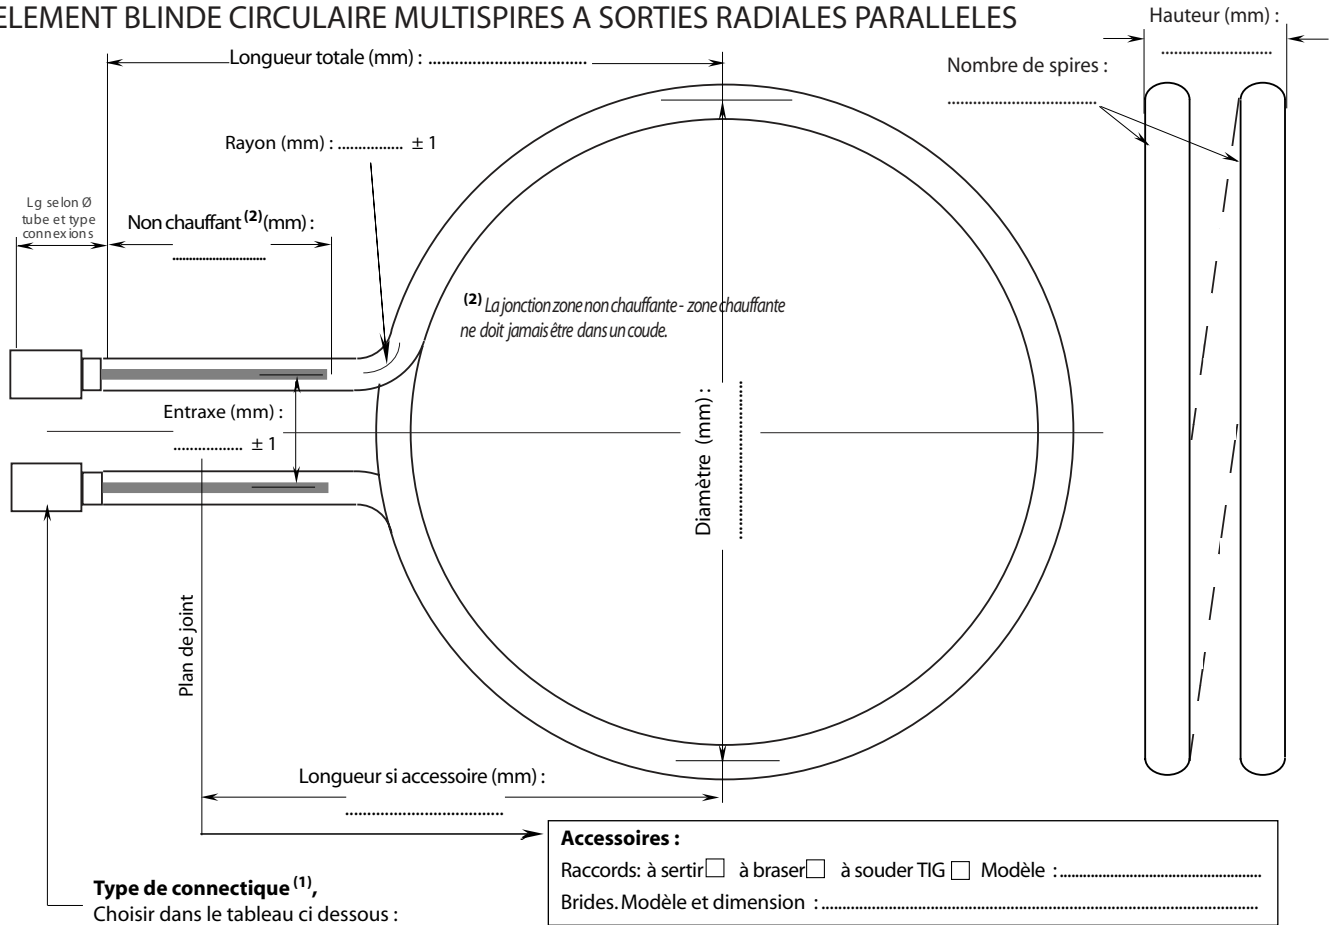 ELEMENT BLINDE CIRCULAIRE MULTISPIRES A SORTIES RADIALES PARALLELES
Hauteur (mm) :
Longueur totale (mm) :
Nombre de spires :
Rayon (mm) : ............... ± 1
Lg selon Ø
tube et type
connexions
Non chauffant (2) (mm) :
(2) La jonction zone non chauffante - zone chauffante
ne doit jamais être dans un coude.
Entraxe (mm) :
................ ± 1
Diamètre (mm) :
Plan de joint
Longueur si accessoire (mm) :
Accessoires :
Raccords: à sertir à braser à souder TIG Modèle :
Brides. Modèle et dimension :
Type de connectique (1),
Choisir dans le tableau ci dessous :